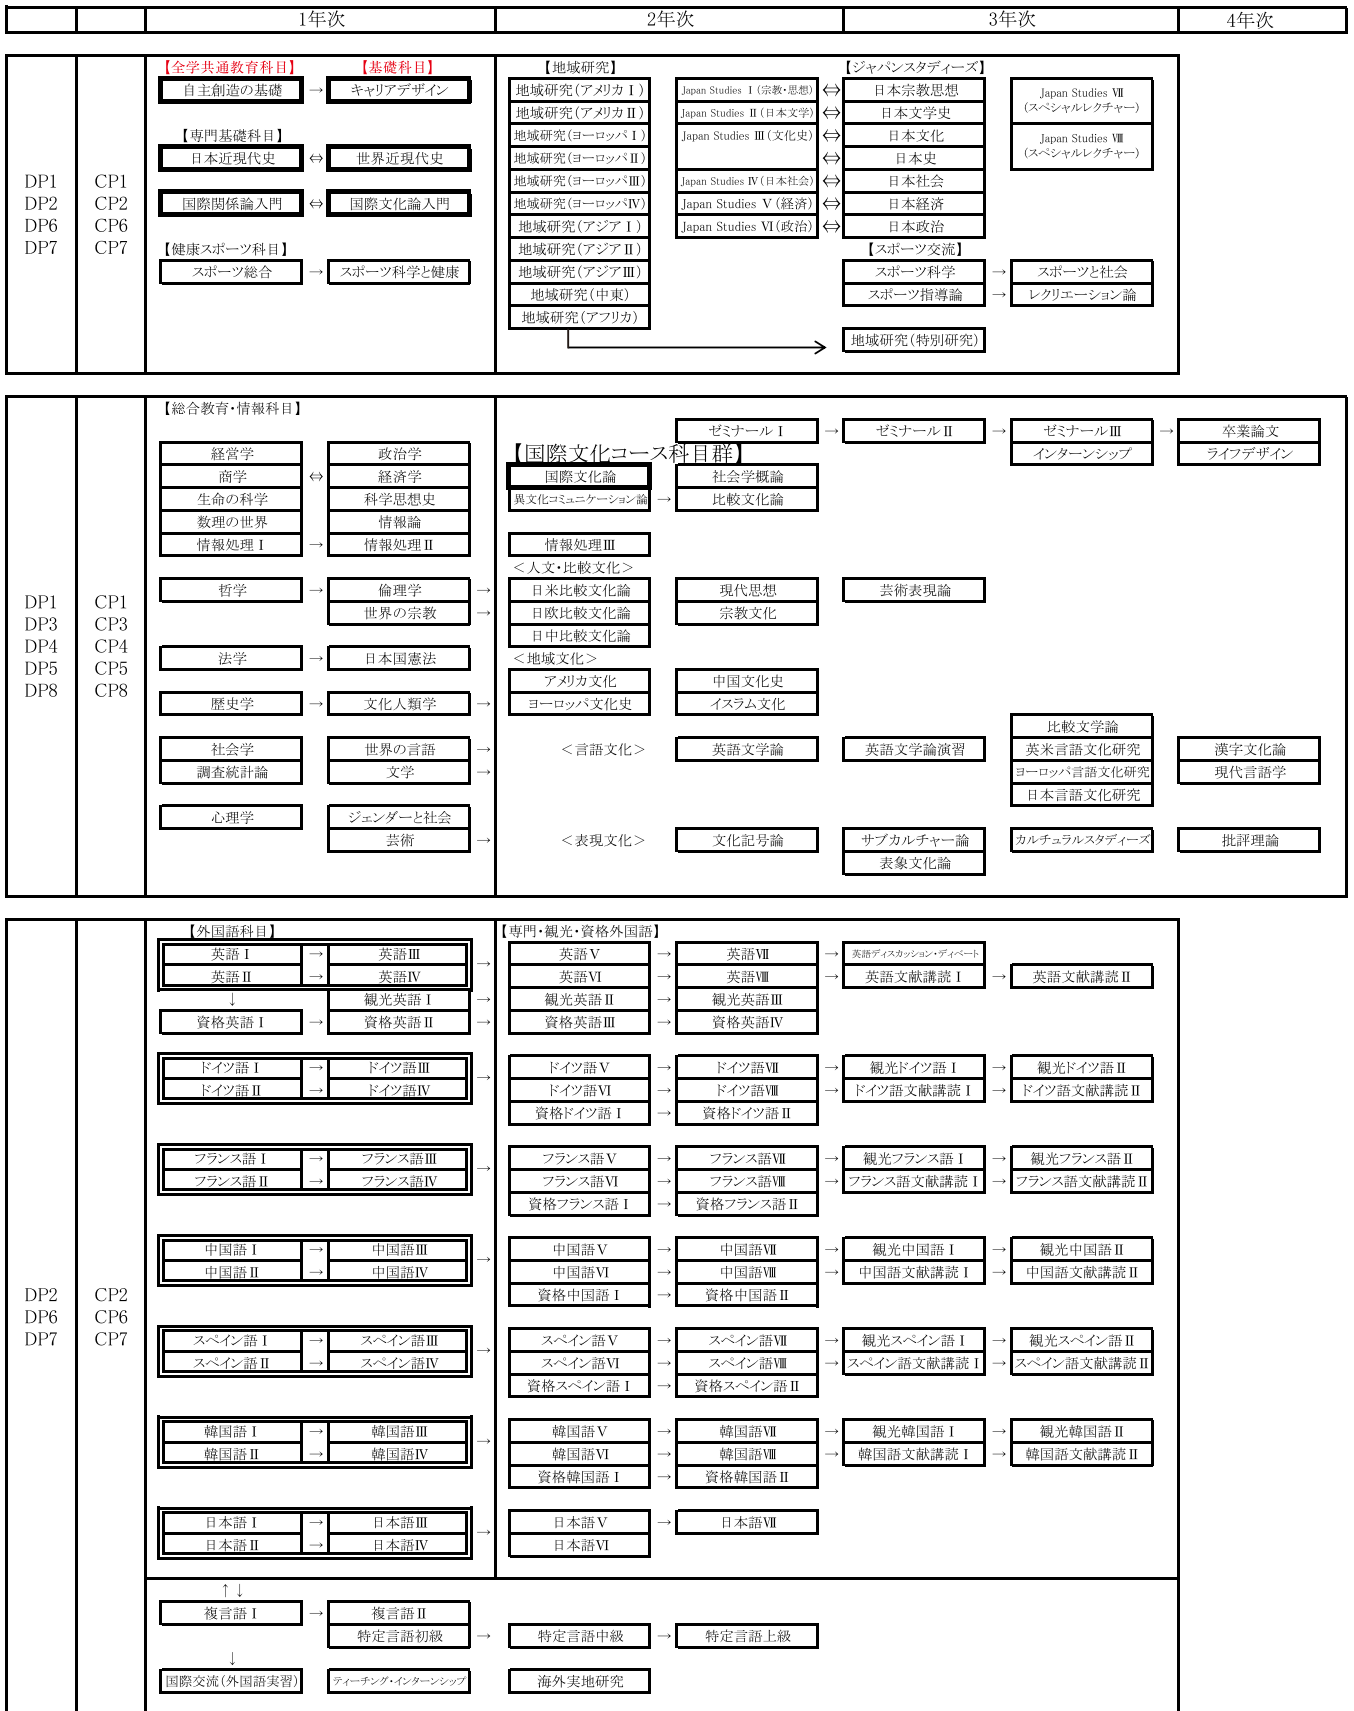 1年次 2年次 3年次 4年次
【全学共通教育科目】 【基礎科目】 【地域研究】 【ジャパンスタディーズ】
自主創造の基礎 → キャリアデザイン 地域研究(アメリカⅠ) Japan Studies Ⅰ(宗教・思想) ⇔ 日本宗教思想 Japan Studies Ⅶ
(スペシャルレクチャー)
地域研究(アメリカⅡ) Japan Studies Ⅱ(日本文学) ⇔ 日本文学史
【専門基礎科目】 地域研究(ヨーロッパⅠ) Japan Studies Ⅲ(文化史) ⇔ 日本文化 Japan Studies Ⅷ
(スペシャルレクチャー)
日本近現代史 ⇔ 世界近現代史 地域研究(ヨーロッパⅡ) ⇔ 日本史
DP1 CP1 地域研究(ヨーロッパⅢ) Japan Studies Ⅳ(日本社会) ⇔ 日本社会
DP2 CP2 国際関係論入門 ⇔ 国際文化論入門 地域研究(ヨーロッパⅣ) Japan Studies Ⅴ(経済) ⇔ 日本経済
DP6 CP6 地域研究(アジアⅠ) Japan Studies Ⅵ(政治) ⇔ 日本政治
DP7 CP7 【健康スポーツ科目】 地域研究(アジアⅡ) 【スポーツ交流】
スポーツ総合 → スポーツ科学と健康 地域研究(アジアⅢ) スポーツ科学 → スポーツと社会
地域研究(中東) スポーツ指導論 → レクリエーション論
地域研究(アフリカ)
地域研究(特別研究)
【総合教育・情報科目】
ゼミナールⅠ → ゼミナールⅡ → ゼミナールⅢ → 卒業論文
経営学 政治学 【国際文化コース科目群】 インターンシップ ライフデザイン
商学 ⇔ 経済学 国際文化論 社会学概論
生命の科学 科学思想史 異文化コミュニケーション論 → 比較文化論
数理の世界 情報論
情報処理Ⅰ → 情報処理Ⅱ 情報処理Ⅲ
<人文・比較文化>
哲学 → 倫理学 → 日米比較文化論 現代思想 芸術表現論
DP1 CP1 世界の宗教 → 日欧比較文化論 宗教文化
DP3 CP3 日中比較文化論
DP4 CP4 法学 → 日本国憲法 <地域文化>
DP5 CP5 アメリカ文化 中国文化史
DP8 CP8 歴史学 → 文化人類学 → ヨーロッパ文化史 イスラム文化
比較文学論
社会学 世界の言語 → <言語文化> 英語文学論 英語文学論演習 英米言語文化研究 漢字文化論
調査統計論 文学 → ヨーロッパ言語文化研究 現代言語学
日本言語文化研究
心理学 ジェンダーと社会
芸術 → <表現文化> 文化記号論 サブカルチャー論 カルチュラルスタディーズ 批評理論
表象文化論
【外国語科目】 【専門・観光・資格外国語】
英語Ⅰ → 英語Ⅲ → 英語Ⅴ → 英語Ⅶ → 英語ディスカッション・ディベート
英語Ⅱ → 英語Ⅳ 英語Ⅵ → 英語Ⅷ → 英語文献講読Ⅰ → 英語文献講読Ⅱ
↓ 観光英語Ⅰ → 観光英語Ⅱ → 観光英語Ⅲ
資格英語Ⅰ → 資格英語Ⅱ → 資格英語Ⅲ → 資格英語Ⅳ
ドイツ語Ⅰ → ドイツ語Ⅲ → ドイツ語Ⅴ → ドイツ語Ⅶ → 観光ドイツ語Ⅰ → 観光ドイツ語Ⅱ
ドイツ語Ⅱ → ドイツ語Ⅳ ドイツ語Ⅵ → ドイツ語Ⅷ → ドイツ語文献講読Ⅰ → ドイツ語文献講読Ⅱ
資格ドイツ語Ⅰ → 資格ドイツ語Ⅱ
フランス語Ⅰ → フランス語Ⅲ → フランス語Ⅴ → フランス語Ⅶ → 観光フランス語Ⅰ → 観光フランス語Ⅱ
フランス語Ⅱ → フランス語Ⅳ フランス語Ⅵ → フランス語Ⅷ → フランス語文献講読Ⅰ → フランス語文献講読Ⅱ
資格フランス語Ⅰ → 資格フランス語Ⅱ
中国語Ⅰ → 中国語Ⅲ → 中国語Ⅴ → 中国語Ⅶ → 観光中国語Ⅰ → 観光中国語Ⅱ
中国語Ⅱ → 中国語Ⅳ 中国語Ⅵ → 中国語Ⅷ → 中国語文献講読Ⅰ → 中国語文献講読Ⅱ
DP2 CP2 資格中国語Ⅰ → 資格中国語Ⅱ
DP6 CP6
DP7 CP7 スペイン語Ⅰ → スペイン語Ⅲ → スペイン語Ⅴ → スペイン語Ⅶ → 観光スペイン語Ⅰ → 観光スペイン語Ⅱ
スペイン語Ⅱ → スペイン語Ⅳ スペイン語Ⅵ → スペイン語Ⅷ → スペイン語文献講読Ⅰ → スペイン語文献講読Ⅱ
資格スペイン語Ⅰ → 資格スペイン語Ⅱ
韓国語Ⅰ → 韓国語Ⅲ → 韓国語Ⅴ → 韓国語Ⅶ → 観光韓国語Ⅰ → 観光韓国語Ⅱ
韓国語Ⅱ → 韓国語Ⅳ 韓国語Ⅵ → 韓国語Ⅷ → 韓国語文献講読Ⅰ → 韓国語文献講読Ⅱ
資格韓国語Ⅰ → 資格韓国語Ⅱ
日本語Ⅰ → 日本語Ⅲ → 日本語Ⅴ → 日本語Ⅶ
日本語Ⅱ → 日本語Ⅳ 日本語Ⅵ
↑↓
複言語Ⅰ → 複言語Ⅱ
特定言語初級 → 特定言語中級 → 特定言語上級
↓
国際交流(外国語実習) ティーチング・インターンシップ 海外実地研究